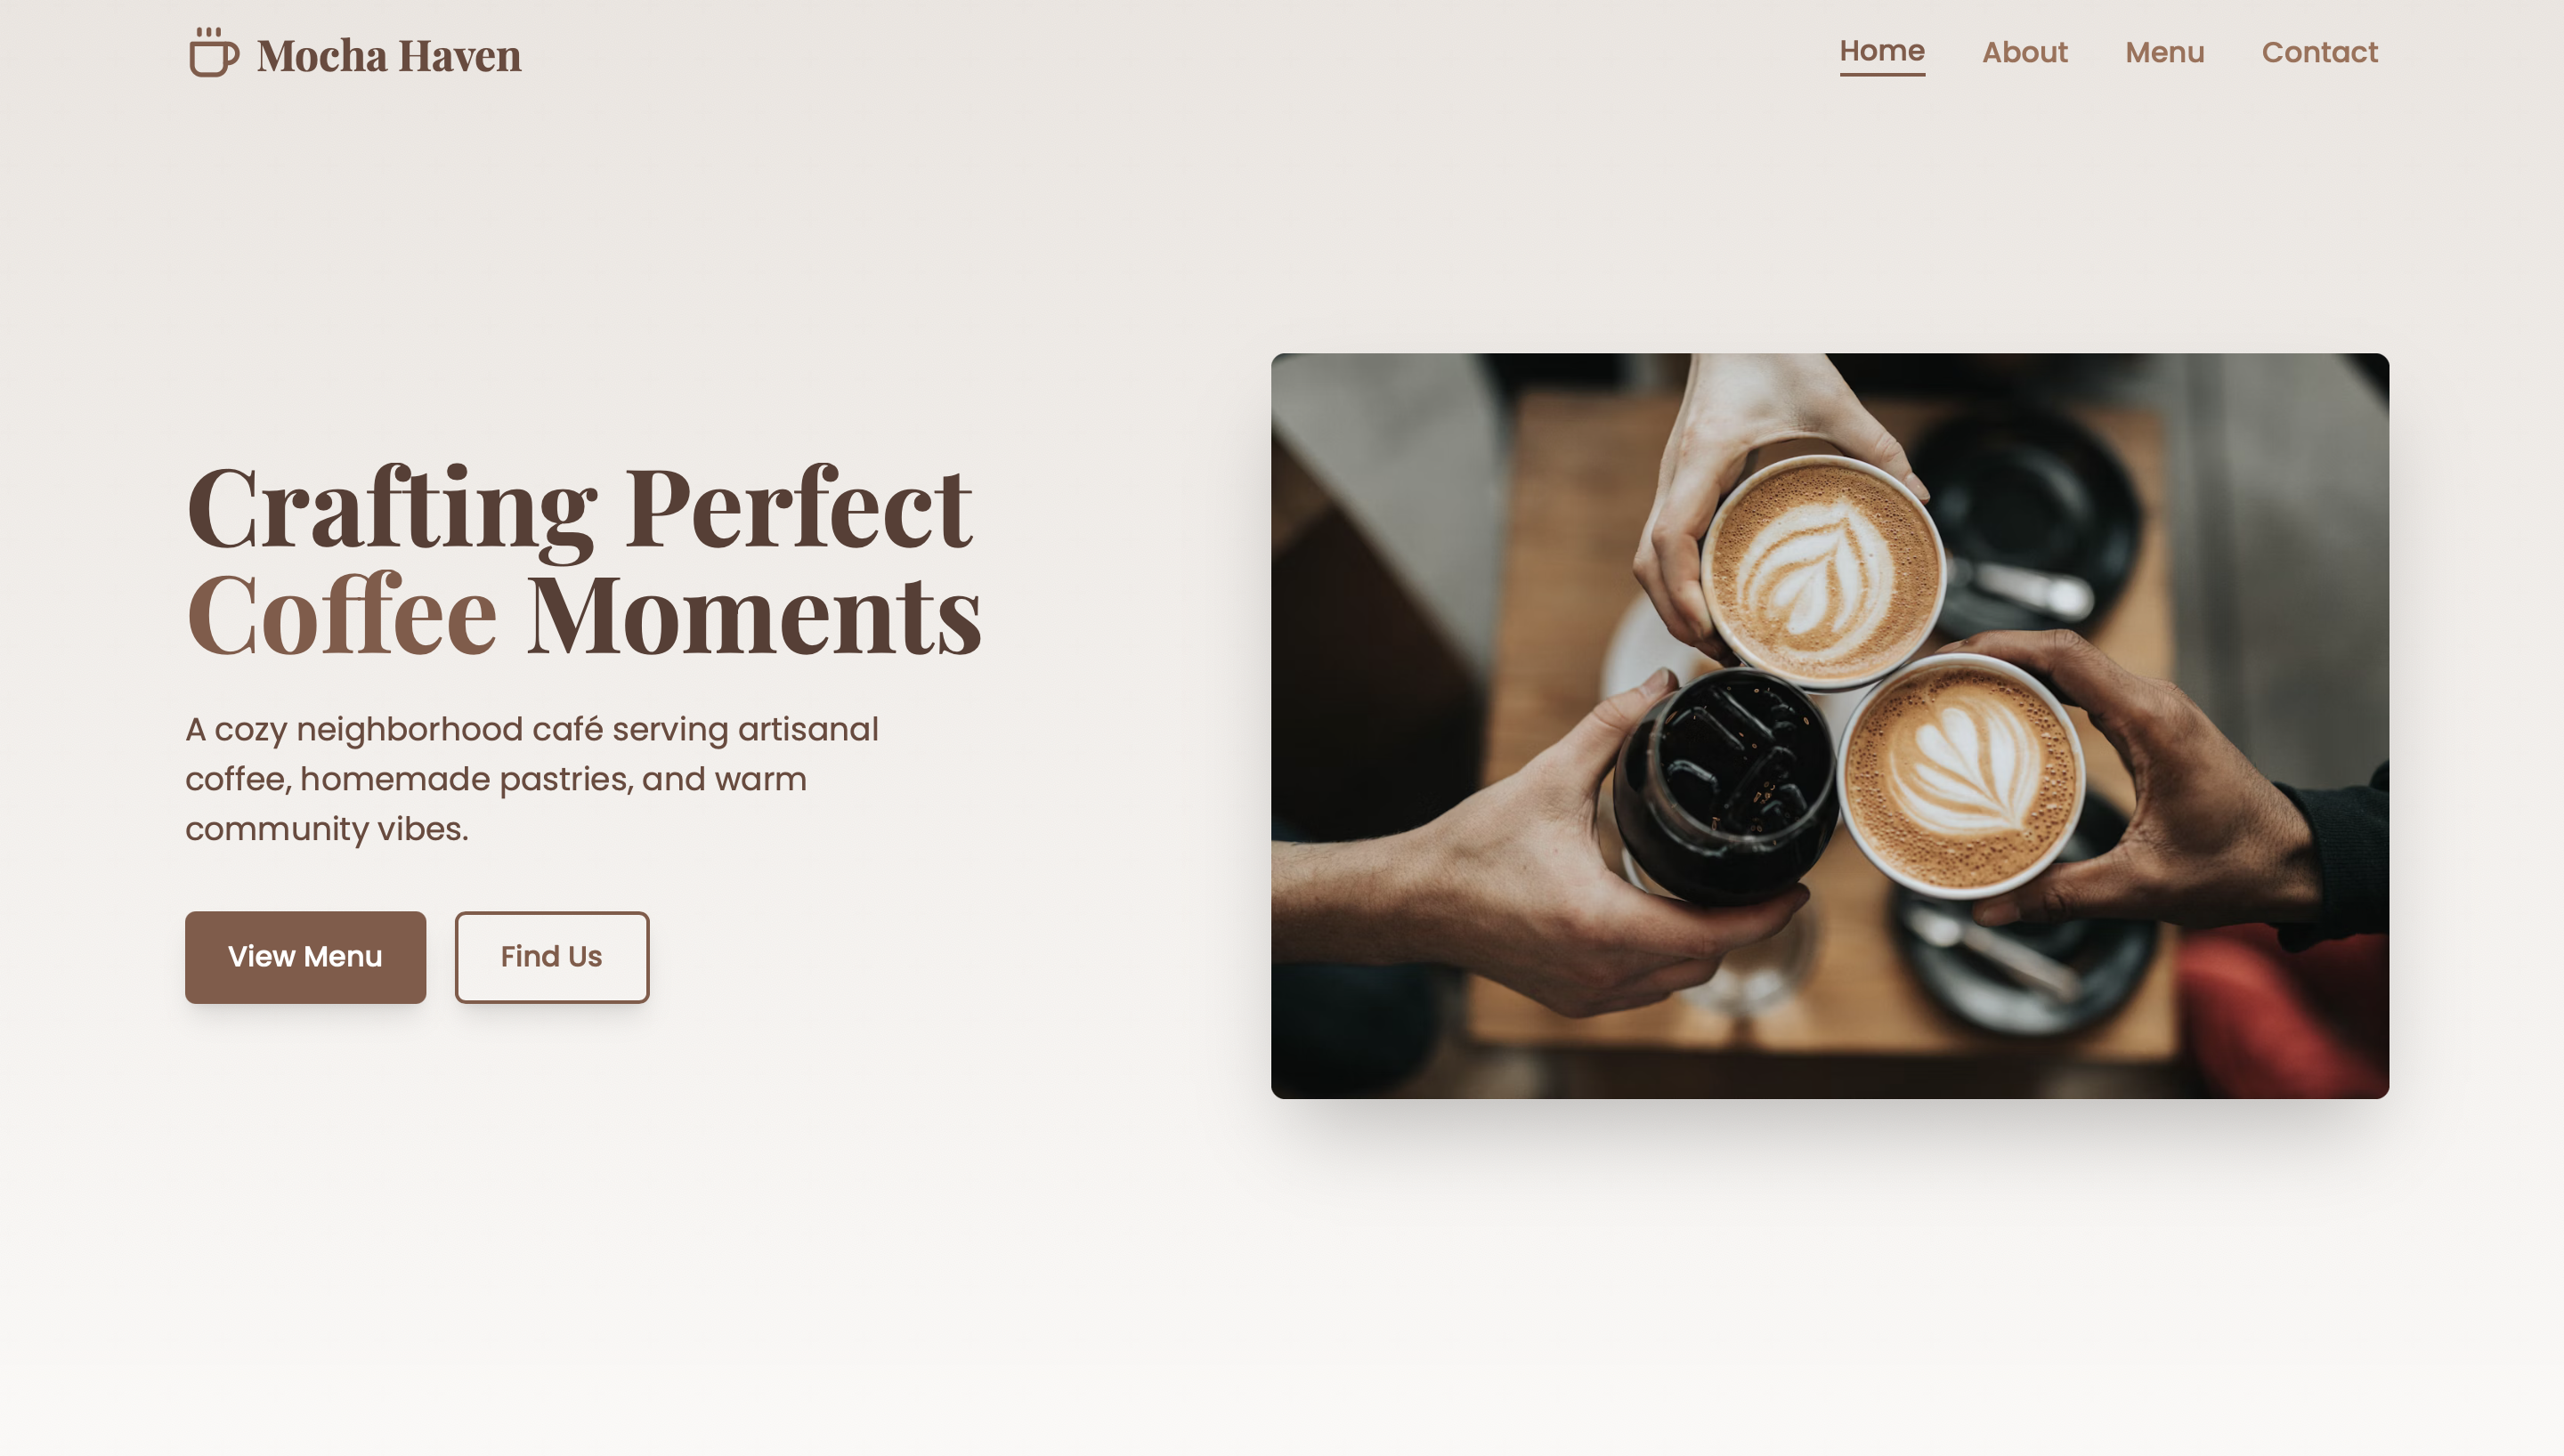 Mocha Haven
Home About Menu Contact
Crafting Perfect
Coffee Moments
A cozy neighborhood café serving artisanal
coffee, homemade pastries, and warm
community vibes.
View Menu Find Us